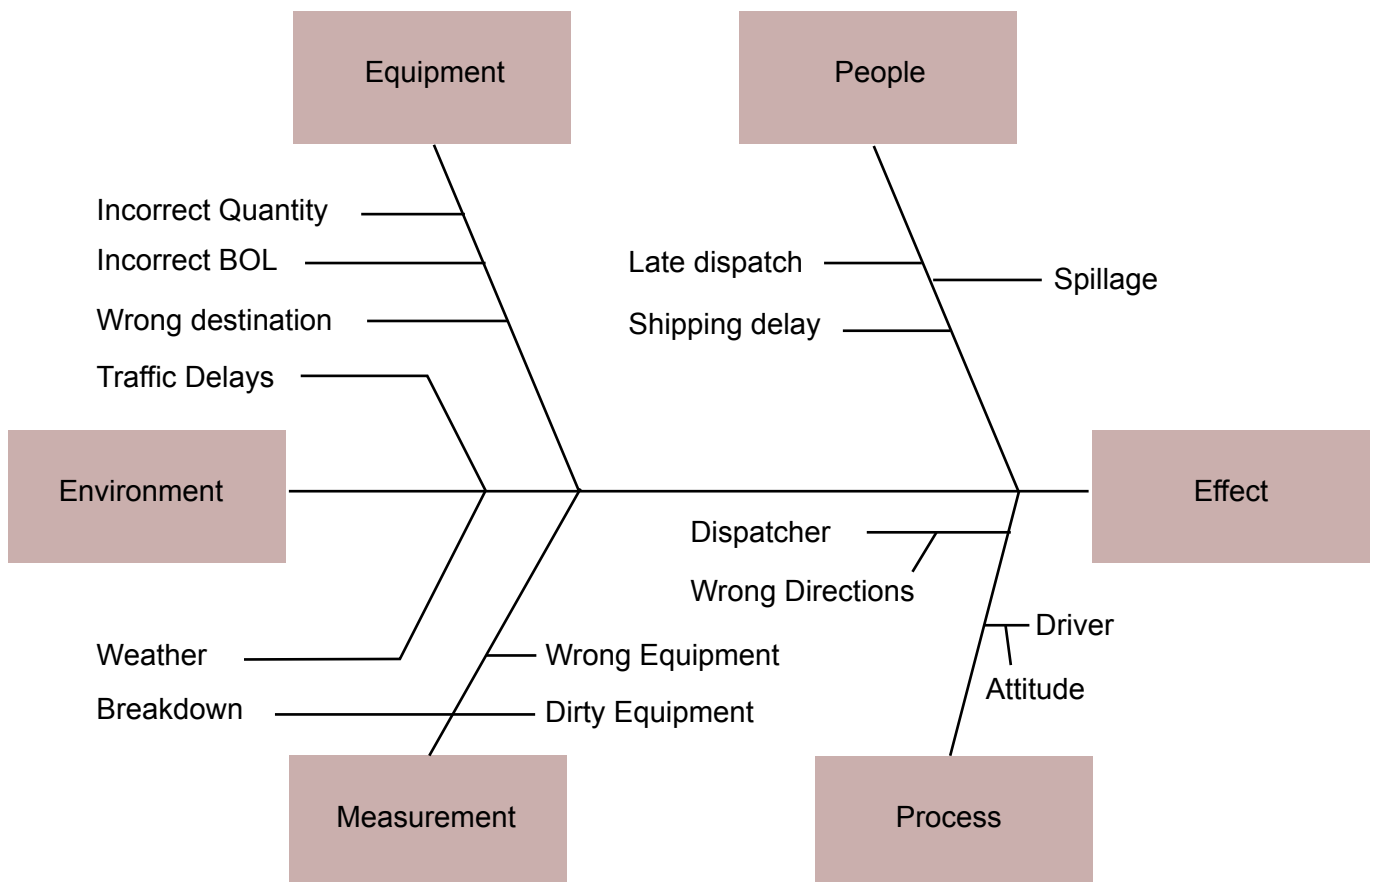 Equipment
People
Incorrect Quantity
Incorrect BOL
Late dispatch
Spillage
Wrong destination
Shipping delay
Traffic Delays
Environment
Effect
Dispatcher
Wrong Directions
Driver
Weather
Wrong Equipment
Attitude
Breakdown
Dirty Equipment
Measurement
Process